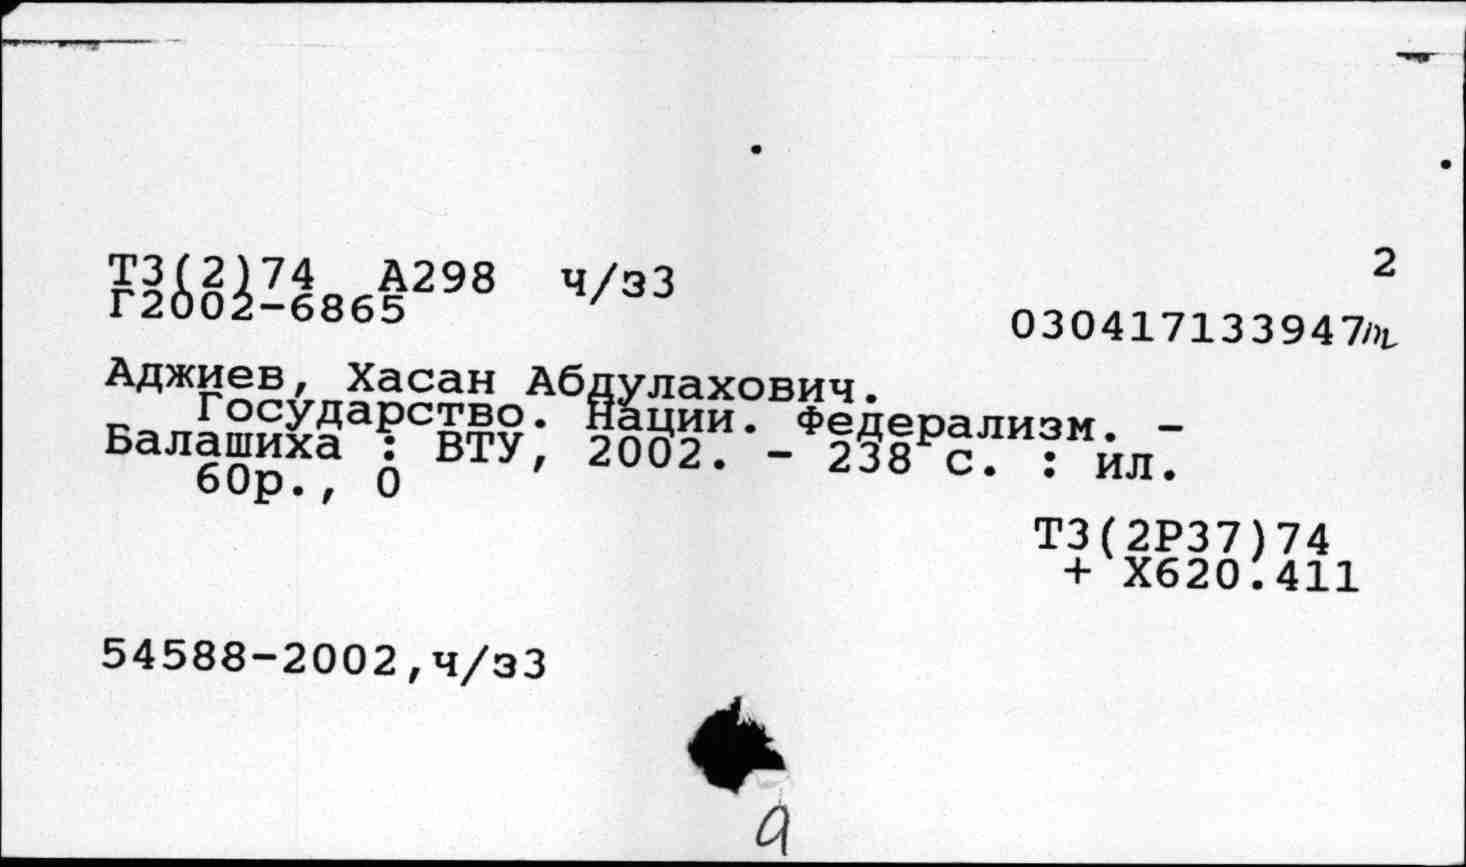 Т3(2)74 А298 ч/з3
2
Г2002-6865
030417133947
Аджиев, Хасан Абдулахович.
Государство. Нации. Федерализм. -
Балашиха : ВТУ, 2002. - 238 с. : ил.
60р., 0
Т3(2Р37)74
+ Х620.411
54588-2002,ч/з3